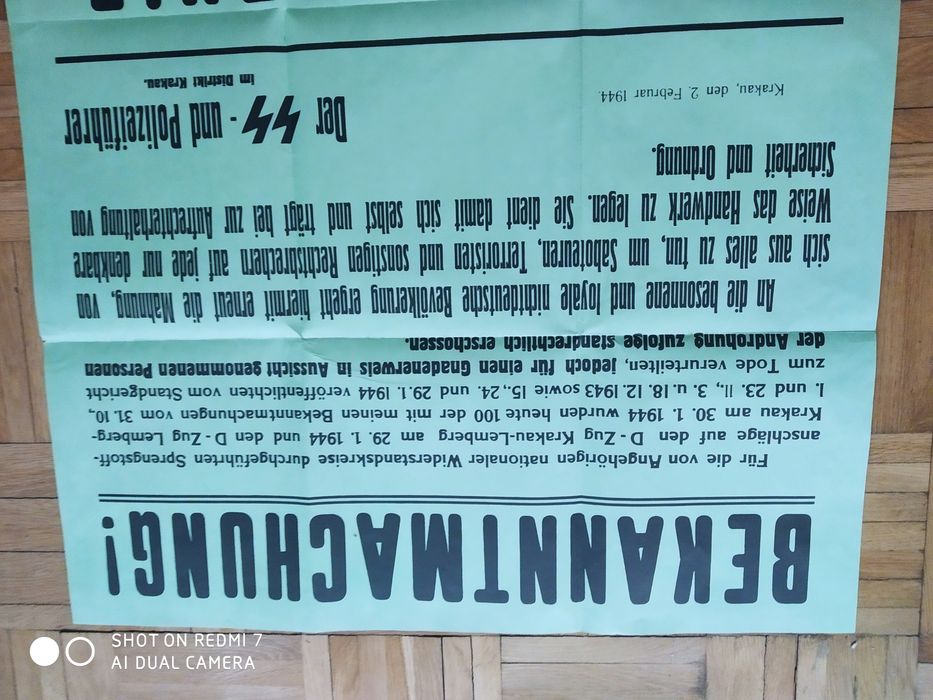 BEKANNTMACHUNG!
Für die von Angehörigen nationaler Widerstandskreise durchgeführten Sprengstoff-
anschläge auf den D-Zug Krakau-Lemberg am 29. 1. 1944 und den D-Zug Lemberg-
Krakau am 30. 1. 1944 wurden heute 100 der mit meinen Bekanntmachungen vom 31. 10.,
1. und 23. 11., 3. u. 18. 12. 1943 sowie 15., 24. und 29. 1. 1944 veröffentlichten vom Standgericht
zum Tode verurteilten, jedoch für einen Gnadenerweis in Aussicht genommenen Personen
der Androhung zufolge standrechtlich erschossen.
An die besonnene und loyale nichtdeutsche Bevölkerung ergeht hiermit erneut die Mahnung, von
sich aus alles zu tun, um Saboteuren, Terroristen und sonstigen Rechtsbrechern auf jede nur denkbare
Weise das Handwerk zu legen. Sie dient damit sich selbst und trägt bei zur Aufrechterhaltung von
Sicherheit und Ordnung.
Krakau, den 2. Februar 1944.
Der SS- und Polizeiführer
im Distrikt Krakau.
SHOT ON REDMI 7
AI DUAL CAMERA